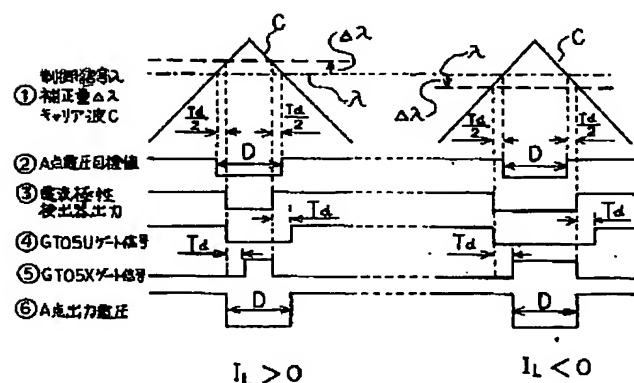 C
Δλ
λ
C
λ
Δλ
制御信号λ
① 補正量Δλ
キャリア波C
Td/2
Td/2
Td/2
Td/2
② A点電圧目標値
D
D
③ 電流極性
検出器出力
Td
Td
④ GTO5Uゲート信号
Td
Td
⑤ GTO5Xゲート信号
⑥ A点出力電圧
D
D
IL > 0
IL < 0